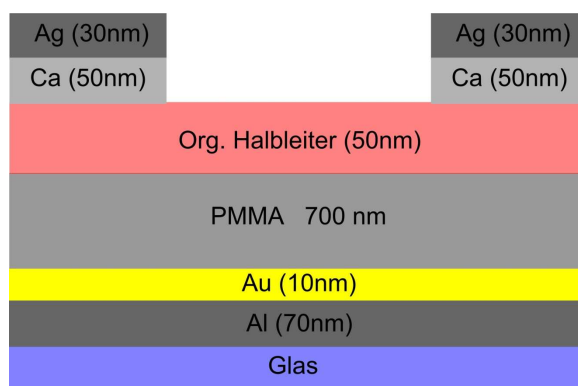 Ag (30nm) Ag (30nm)
Ca (50nm) Ca (50nm)
Org. Halbleiter (50nm)
PMMA 700 nm
Au (10nm)
Al (70nm)
Glas